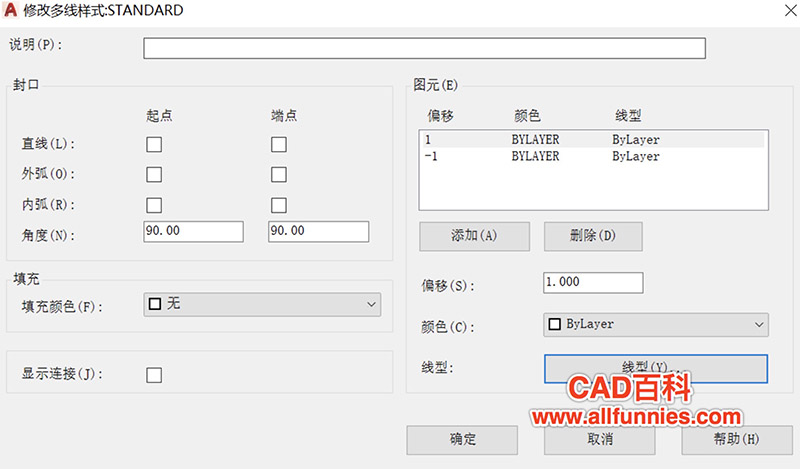 修改多线样式:STANDARD
说明(P):
封口
起点 端点
直线(L):
外弧(O):
内弧(R):
角度(N): 90.00 90.00
填充
填充颜色(F): 无
显示连接(J):
图元(E)
偏移 颜色 线型
1 BYLAYER ByLayer
-1 BYLAYER ByLayer
添加(A) 删除(D)
偏移(S): 1.000
颜色(C): ByLayer
线型: 线型(Y)...
CAD百科
www.allfunnies.com
确定 取消 帮助(H)